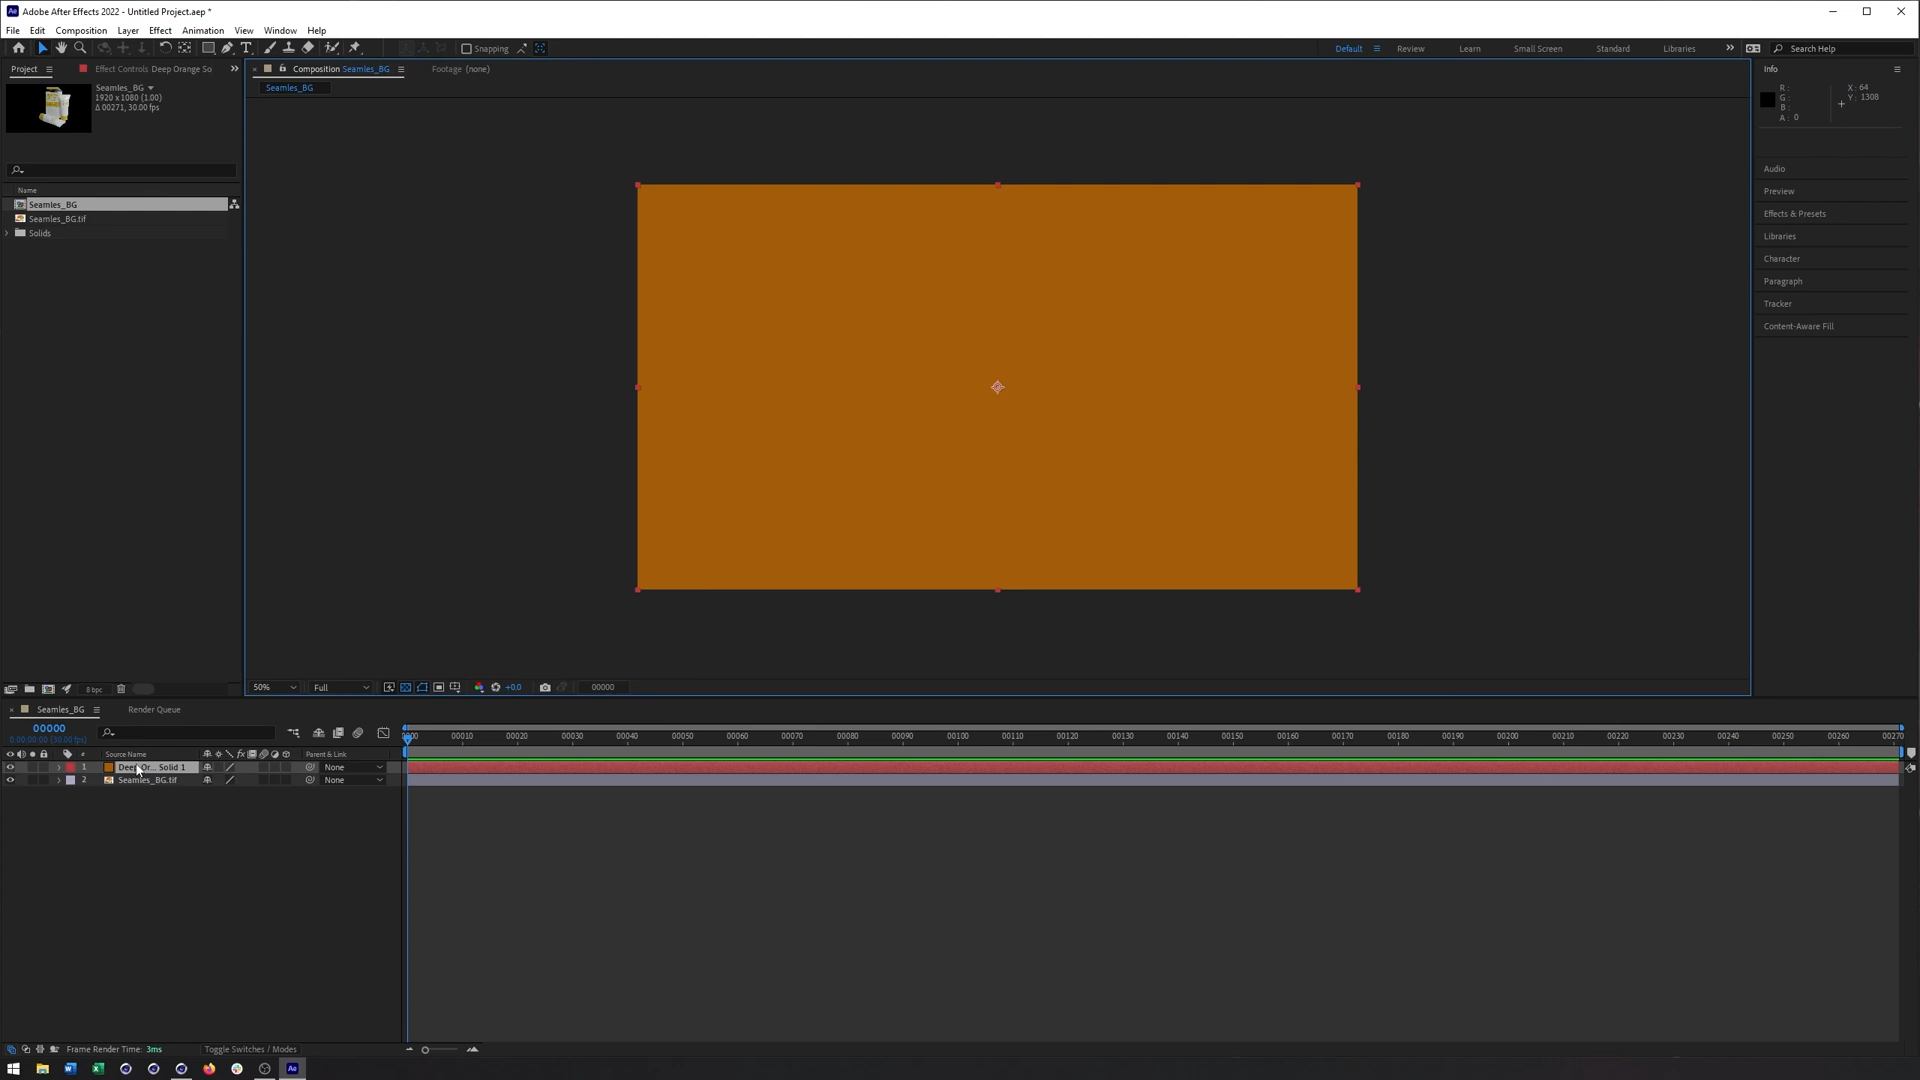 Adobe After Effects 2022 - Untitled Project.aep *
File Edit Composition Layer Effect Animation View Window Help
Snapping
Default Review Learn Small Screen Standard Libraries Search Help
Project
Effect Controls Deep Orange So
Composition Seamles_BG
Footage (none)
Info
Seamles_BG
1920 x 1080 (1.00)
Δ 00271, 30.00 fps
Seamles_BG
R :
G :
B :
A : 0
X : 64
Y : 1308
Name
Seamles_BG
Seamles_BG.tif
Solids
Audio
Preview
Effects & Presets
Libraries
Character
Paragraph
Tracker
Content-Aware Fill
8 bpc
50%
Full
+0.0
00000
Seamles_BG
Render Queue
00000
0:00:00:00 (30.00 fps)
0000 00010 00020 00030 00040 00050 00060 00070 00080 00090 00100 00110 00120 00130 00140 00150 00160 00170 00180 00190 00200 00210 00220 00230 00240 00250 00260 00270
# Source Name fx Parent & Link
1 Solid 1 None
2 Seamles_BG.tif None
Frame Render Time: 3ms
Toggle Switches / Modes